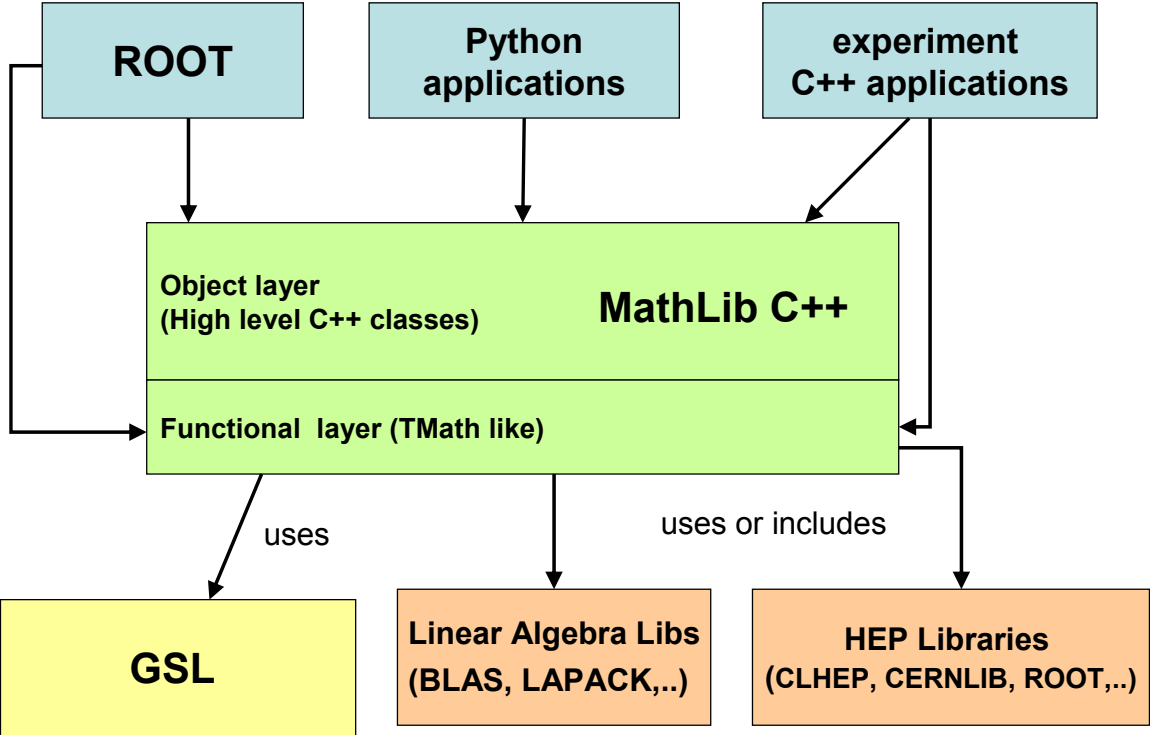 ROOT
Python
applications
experiment
C++ applications
Object layer
(High level C++ classes)
MathLib C++
Functional layer (TMath like)
uses
uses or includes
GSL
Linear Algebra Libs
(BLAS, LAPACK,..)
HEP Libraries
(CLHEP, CERNLIB, ROOT,..)